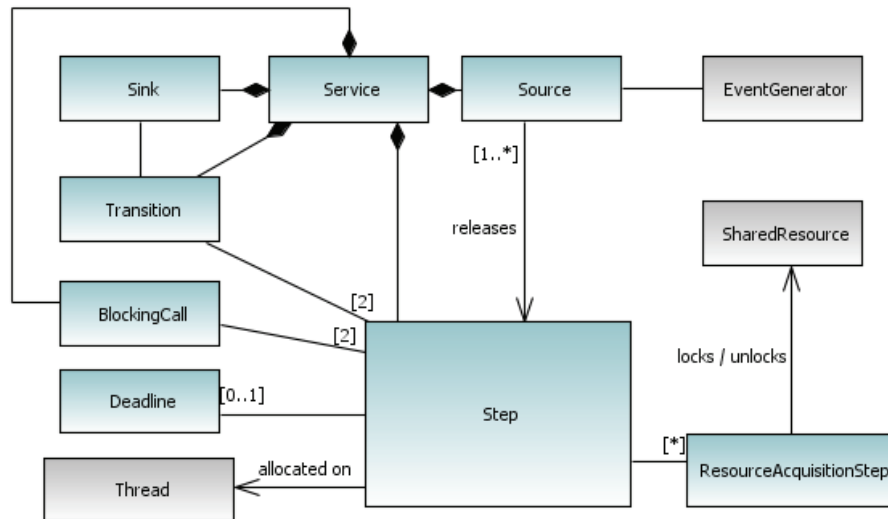 Sink
Service
Source
EventGenerator
[1..*]
Transition
releases
SharedResource
[2]
BlockingCall
[2]
locks / unlocks
Deadline
[0..1]
Step
[*]
ResourceAcquisitionStep
allocated on
Thread